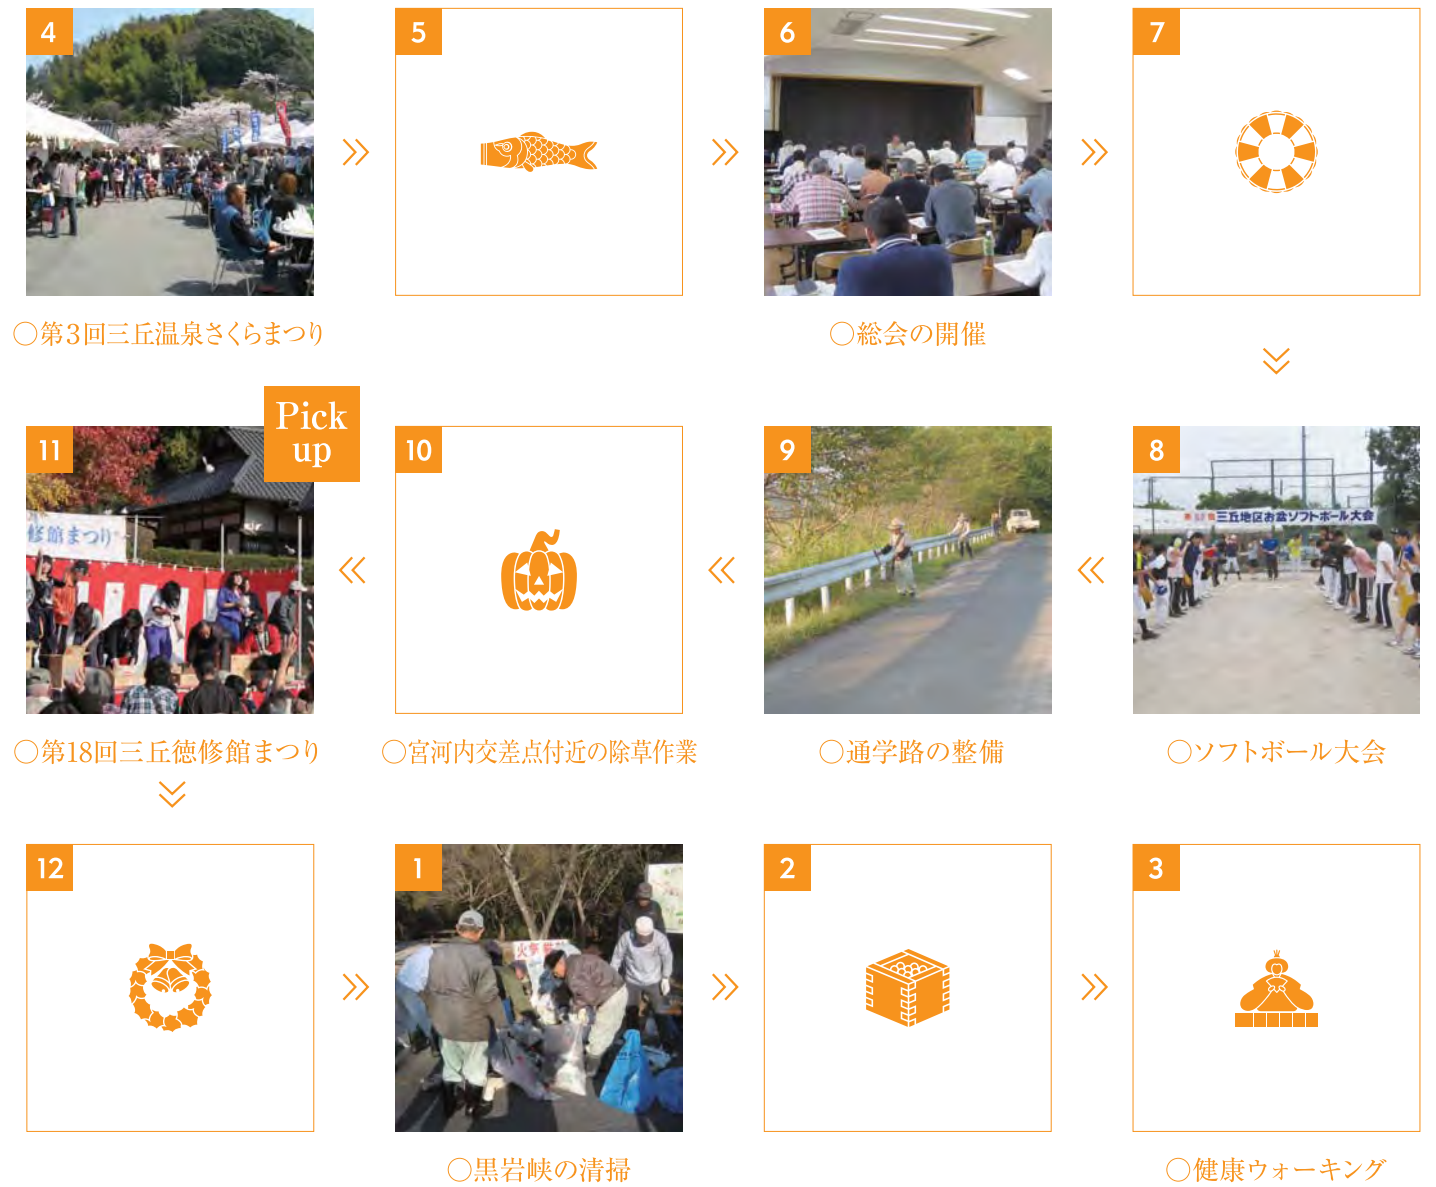 4
5
6
7
○第3回三丘温泉さくらまつり
○総会の開催
Pick
up
11
修館まつり
10
9
8
三丘地区お盆ソフトボール大会
○第18回三丘徳修館まつり
○宮河内交差点付近の除草作業
○通学路の整備
○ソフトボール大会
12
1
2
3
○黒岩峡の清掃
○健康ウォーキング